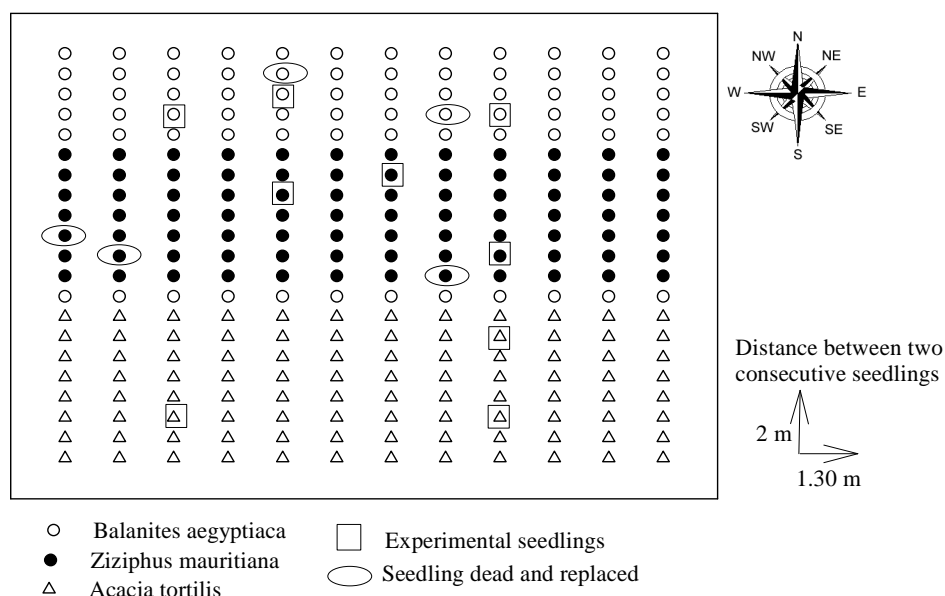 N
NW NE
W E
SW SE
S
Distance between two
consecutive seedlings
2 m
1.30 m
Balanites aegyptiaca
Ziziphus mauritiana
Acacia tortilis
Experimental seedlings
Seedling dead and replaced